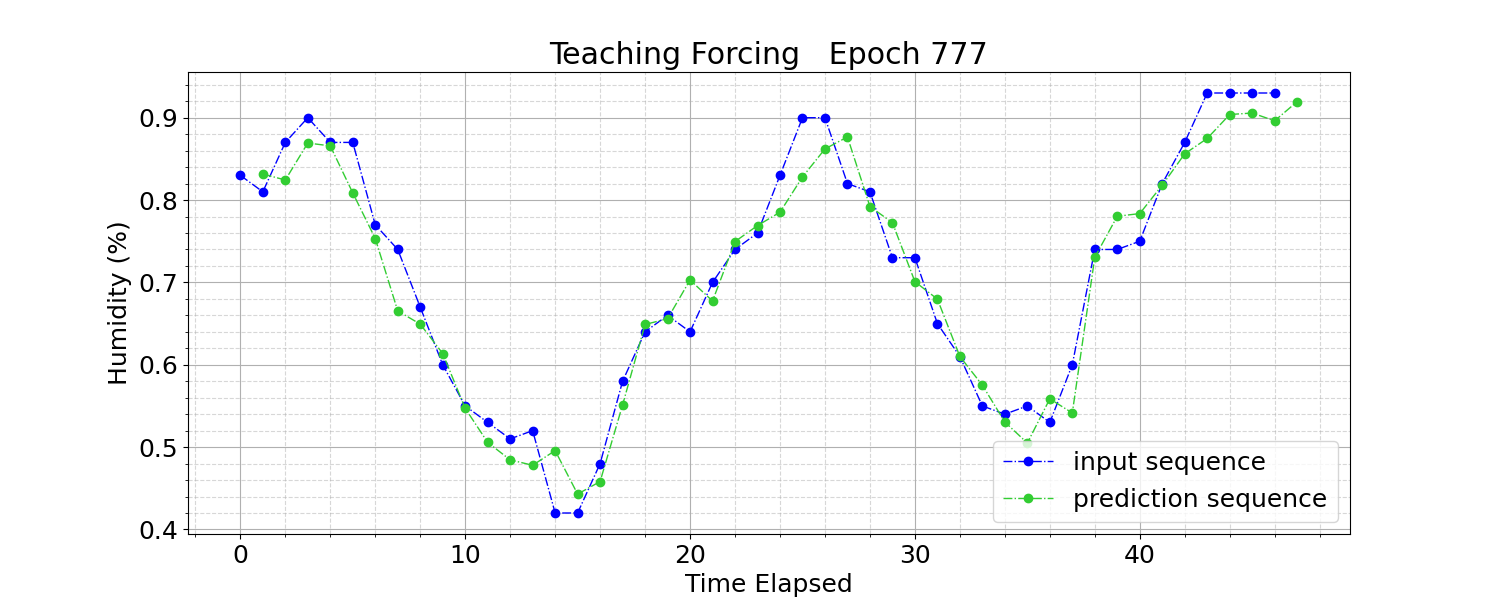 Teaching Forcing   Epoch 777
Humidity (%)
0.9
0.8
0.7
0.6
0.5
0.4
input sequence
prediction sequence
0 10 20 30 40
Time Elapsed